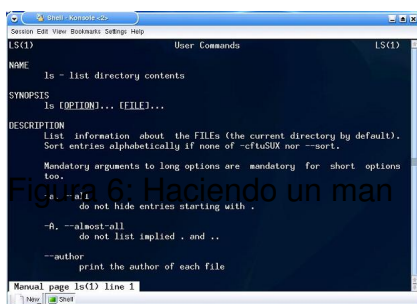 Shell - Konsole <2>
Session Edit View Bookmarks Settings Help
LS(1) User Commands LS(1)
NAME
ls - list directory contents
SYNOPSIS
ls [OPTION]... [FILE]...
DESCRIPTION
List information about the FILEs (the current directory by default).
Sort entries alphabetically if none of -cftuSUX nor --sort.
Mandatory arguments to long options are mandatory for short options
too.
Figura 6: Haciendo un man
-a, --all
do not hide entries starting with .
-A, --almost-all
do not list implied . and ..
--author
print the author of each file
Manual page ls(1) line 1
New Shell